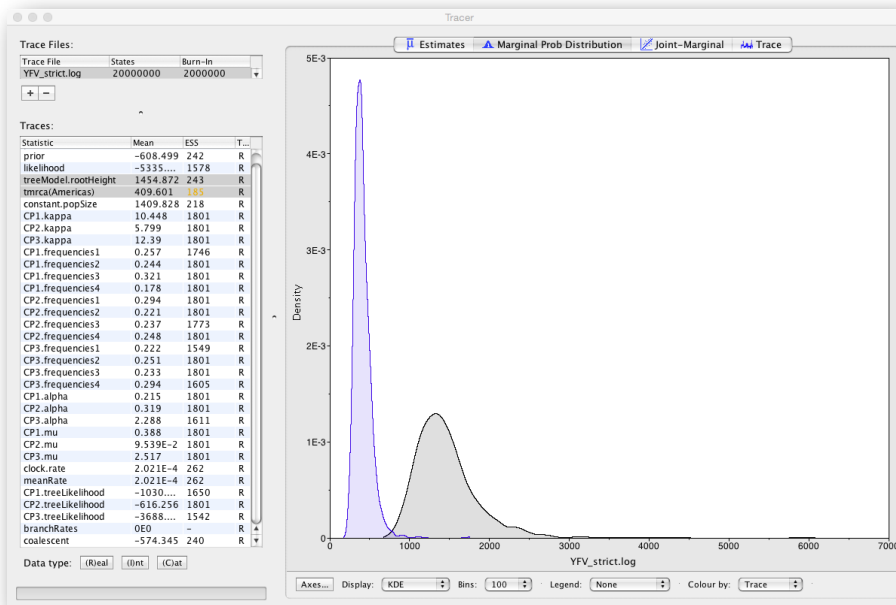 Tracer
Trace Files:
Trace File States Burn-In
YFV_strict.log 20000000 2000000
+ −
Traces:
Statistic Mean ESS T...
prior -608.499 242 R
likelihood -5335.... 1578 R
treeModel.rootHeight 1454.872 243 R
tmrca(Americas) 409.601 185 R
constant.popSize 1409.828 218 R
CP1.kappa 10.448 1801 R
CP2.kappa 5.799 1801 R
CP3.kappa 12.39 1801 R
CP1.frequencies1 0.257 1746 R
CP1.frequencies2 0.244 1801 R
CP1.frequencies3 0.321 1801 R
CP1.frequencies4 0.178 1801 R
CP2.frequencies1 0.294 1801 R
CP2.frequencies2 0.221 1801 R
CP2.frequencies3 0.237 1773 R
CP2.frequencies4 0.248 1801 R
CP3.frequencies1 0.222 1549 R
CP3.frequencies2 0.251 1801 R
CP3.frequencies3 0.233 1801 R
CP3.frequencies4 0.294 1605 R
CP1.alpha 0.215 1801 R
CP2.alpha 0.319 1801 R
CP3.alpha 2.288 1611 R
CP1.mu 0.388 1801 R
CP2.mu 9.539E-2 1801 R
CP3.mu 2.517 1801 R
clock.rate 2.021E-4 262 R
meanRate 2.021E-4 262 R
CP1.treeLikelihood -1030.... 1650 R
CP2.treeLikelihood -616.256 1801 R
CP3.treeLikelihood -3688.... 1542 R
branchRates 0E0 - R
coalescent -574.345 240 R
Data type: (R)eal (I)nt (C)at
Estimates Marginal Prob Distribution Joint-Marginal Trace
5E-3
4E-3
3E-3
Density
2E-3
1E-3
0
0 1000 2000 3000 4000 5000 6000 7000
YFV_strict.log
Axes... Display: KDE Bins: 100 Legend: None Colour by: Trace